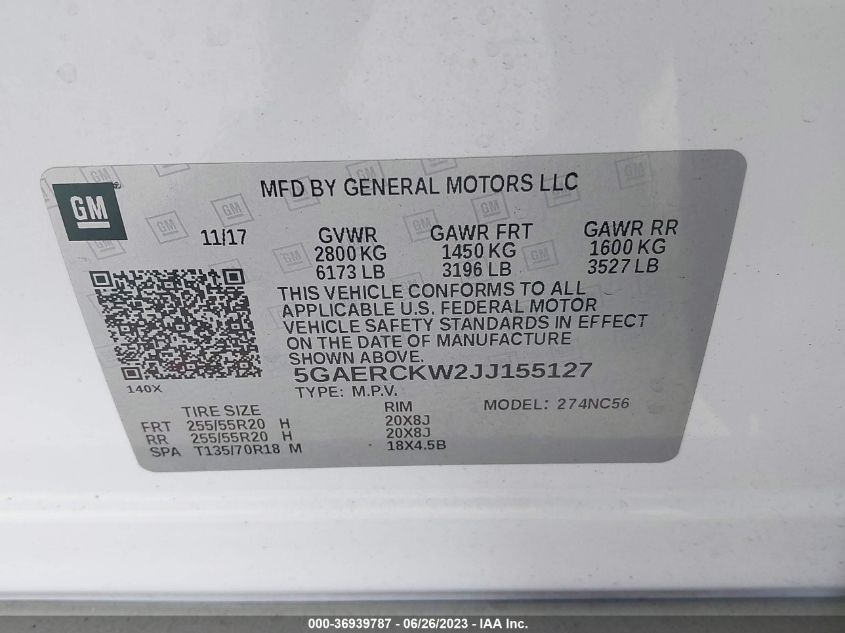 GM
MFD BY GENERAL MOTORS LLC
11/17
GVWR
2800 KG
6173 LB
GAWR FRT
1450 KG
3196 LB
GAWR RR
1600 KG
3527 LB
THIS VEHICLE CONFORMS TO ALL
APPLICABLE U.S. FEDERAL MOTOR
VEHICLE SAFETY STANDARDS IN EFFECT
ON THE DATE OF MANUFACTURE
SHOWN ABOVE.
5GAERCKW2JJ155127
140X
TYPE: M.P.V.
MODEL: 274NC56
TIRE SIZE RIM
FRT 255/55R20 H 20X8J
RR 255/55R20 H 20X8J
SPA T135/70R18 M 18X4.5B
000-36939787 - 06/26/2023 - IAA Inc.